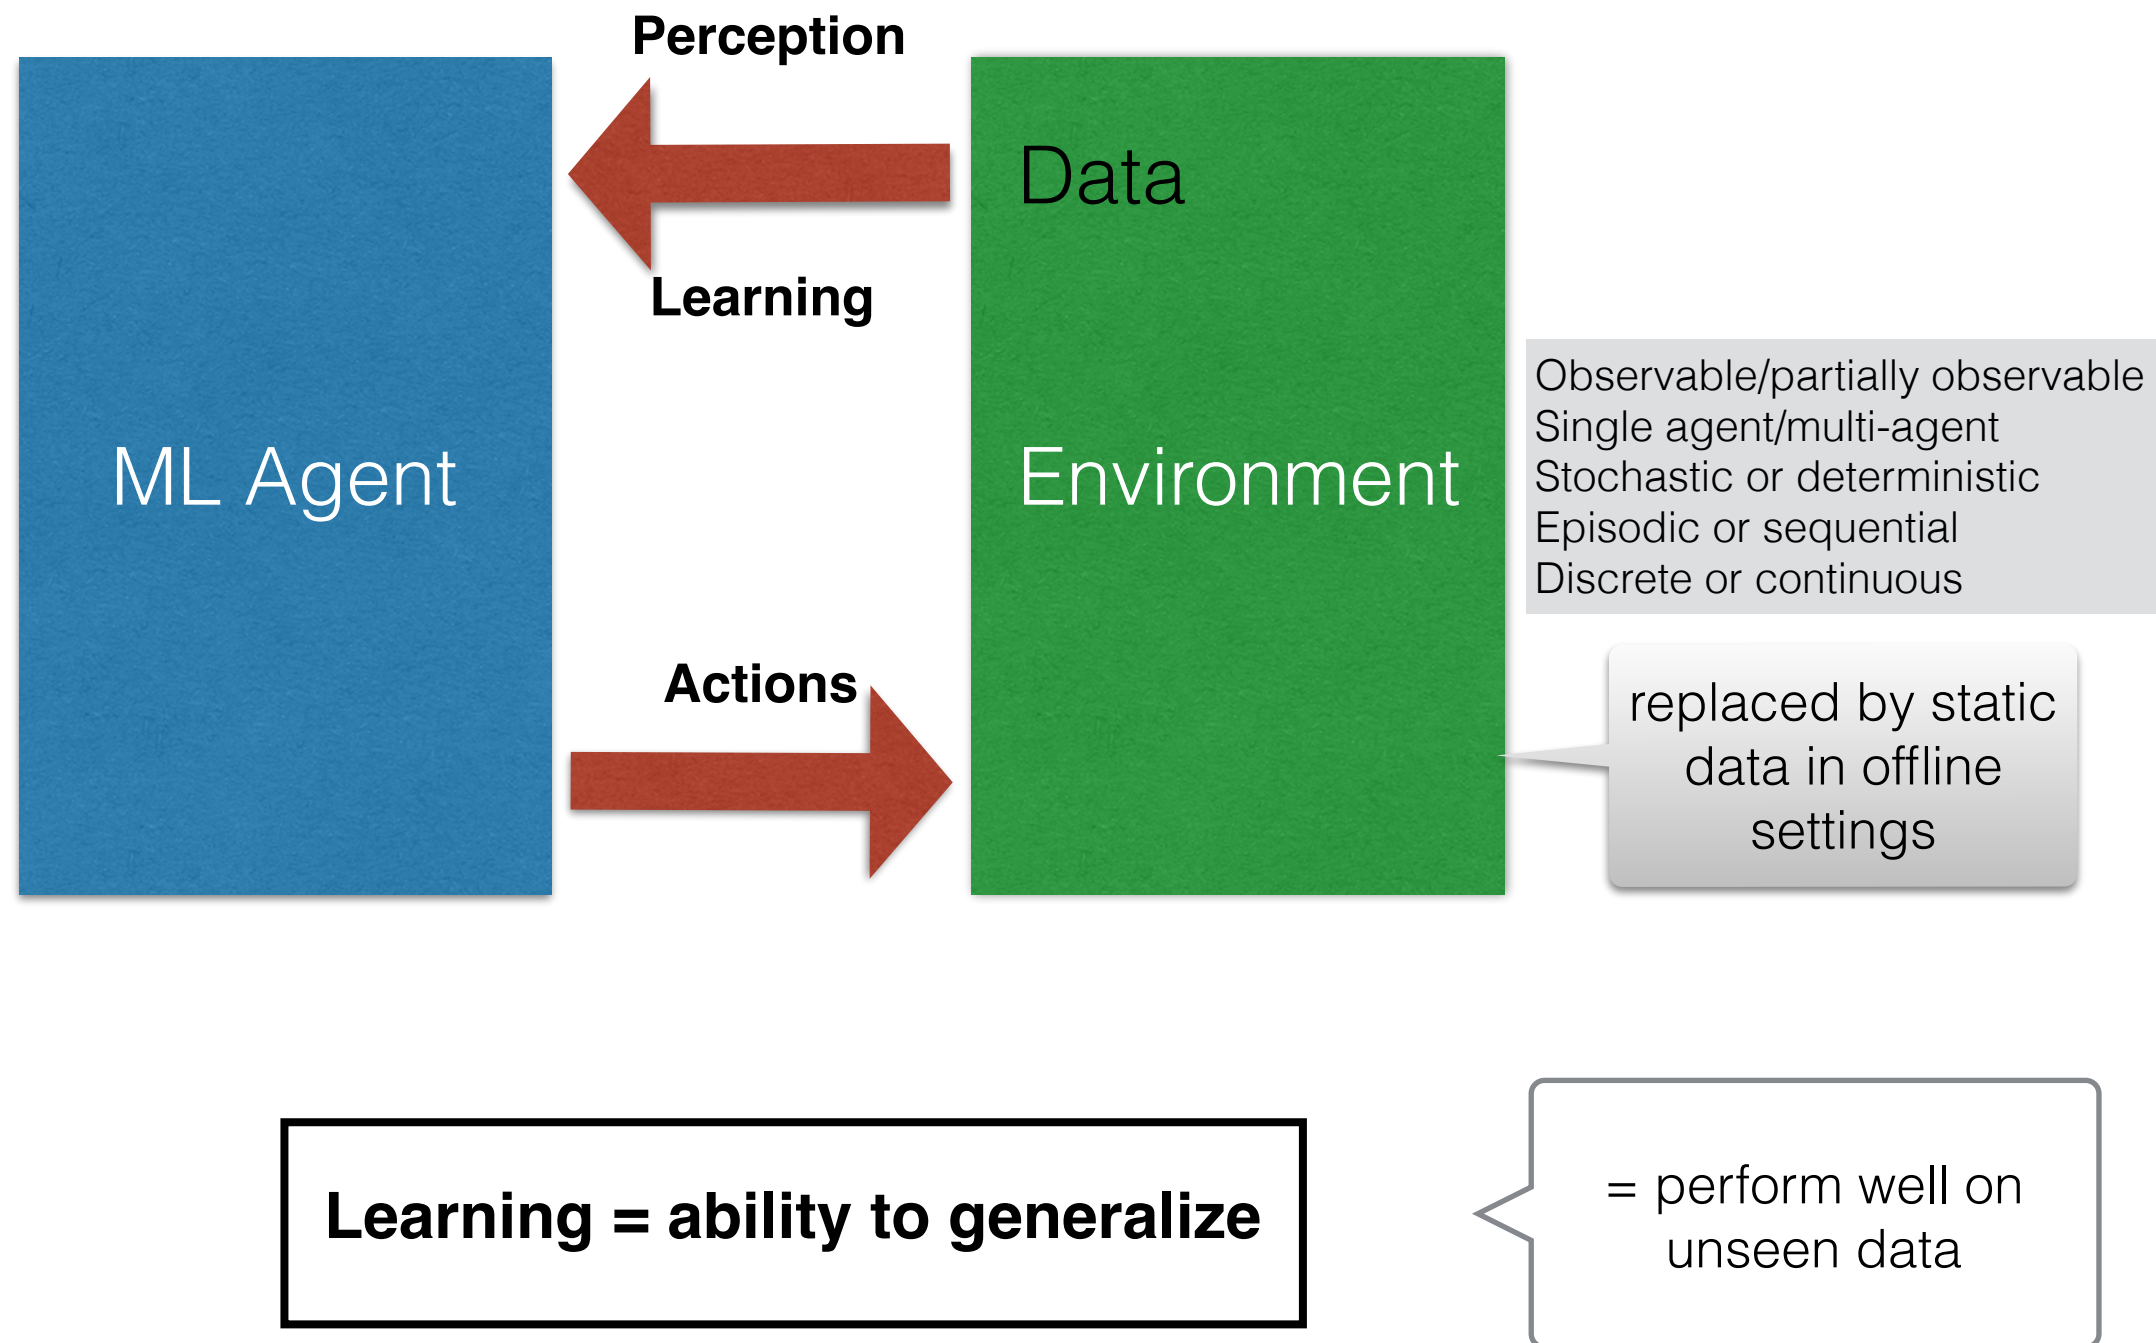 Perception
Data
Learning
ML Agent
Environment
Observable/partially observable
Single agent/multi-agent
Stochastic or deterministic
Episodic or sequential
Discrete or continuous
Actions
replaced by static
data in offline
settings
Learning = ability to generalize
= perform well on
unseen data